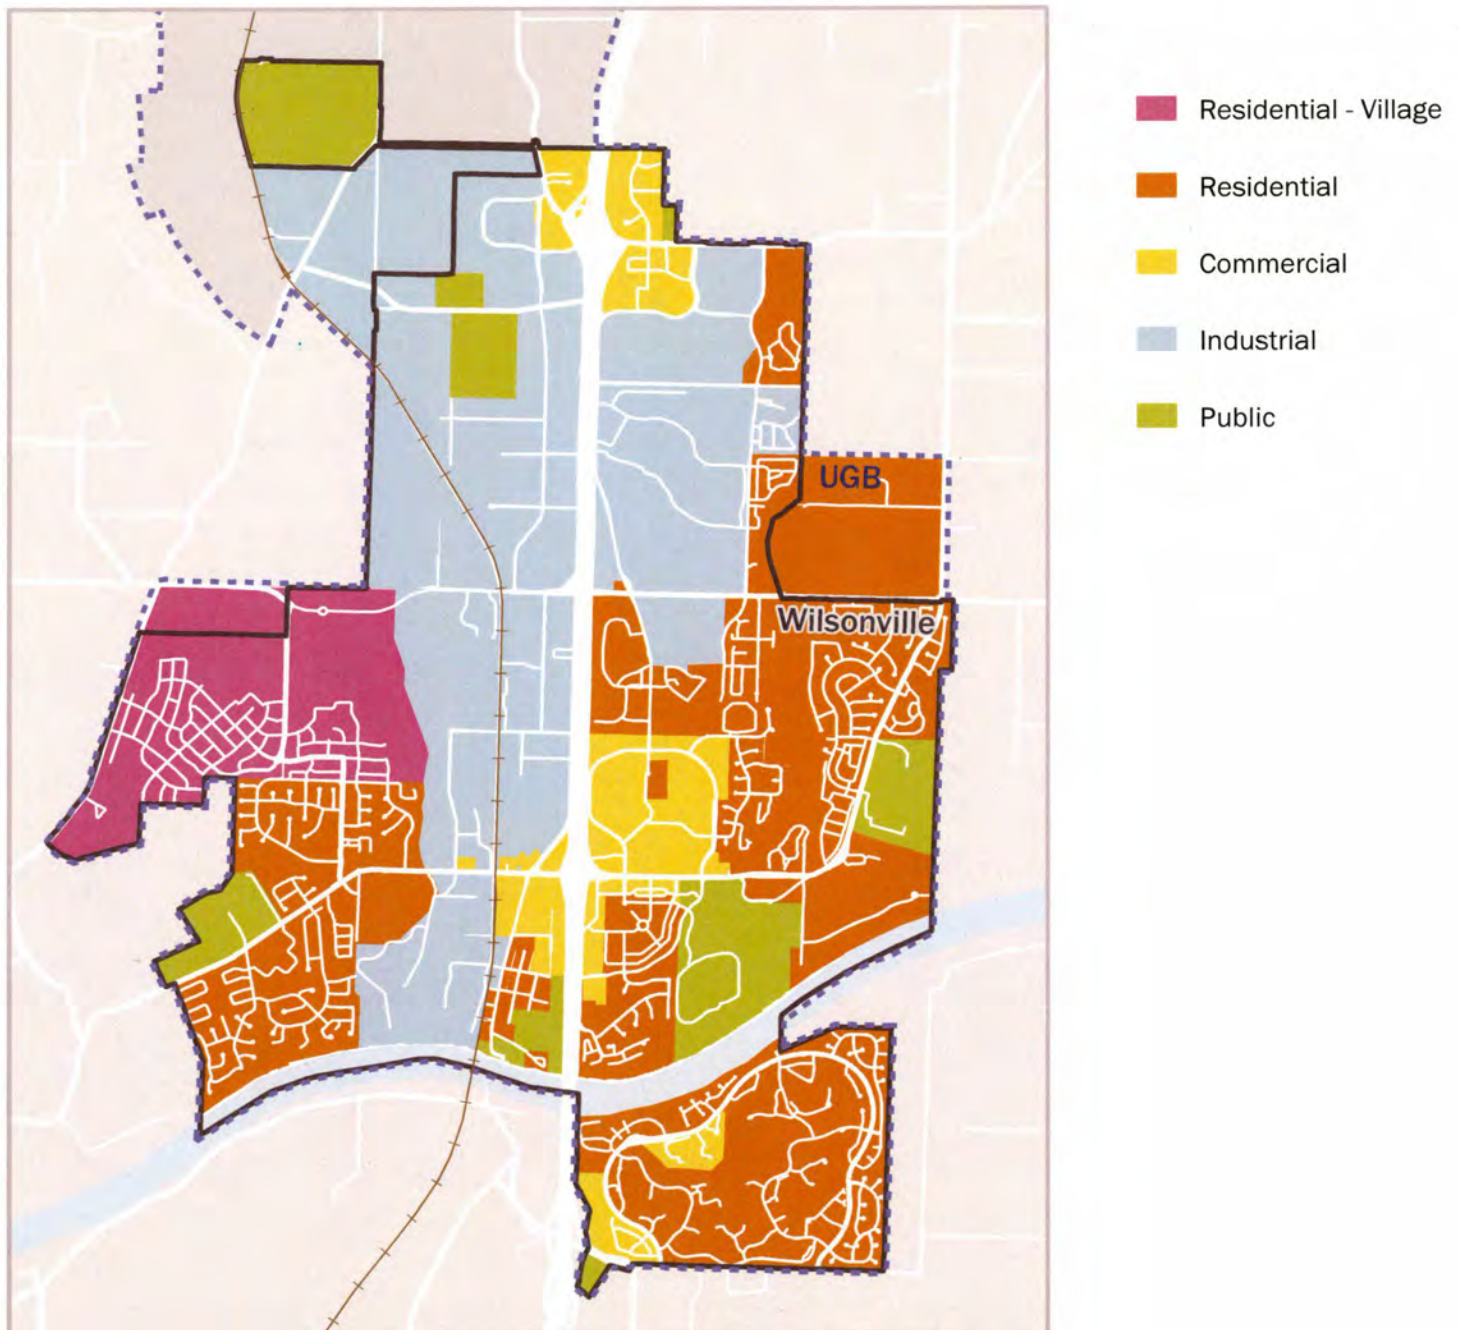 Residential - Village
Residential
Commercial
Industrial
Public
UGB
Wilsonville